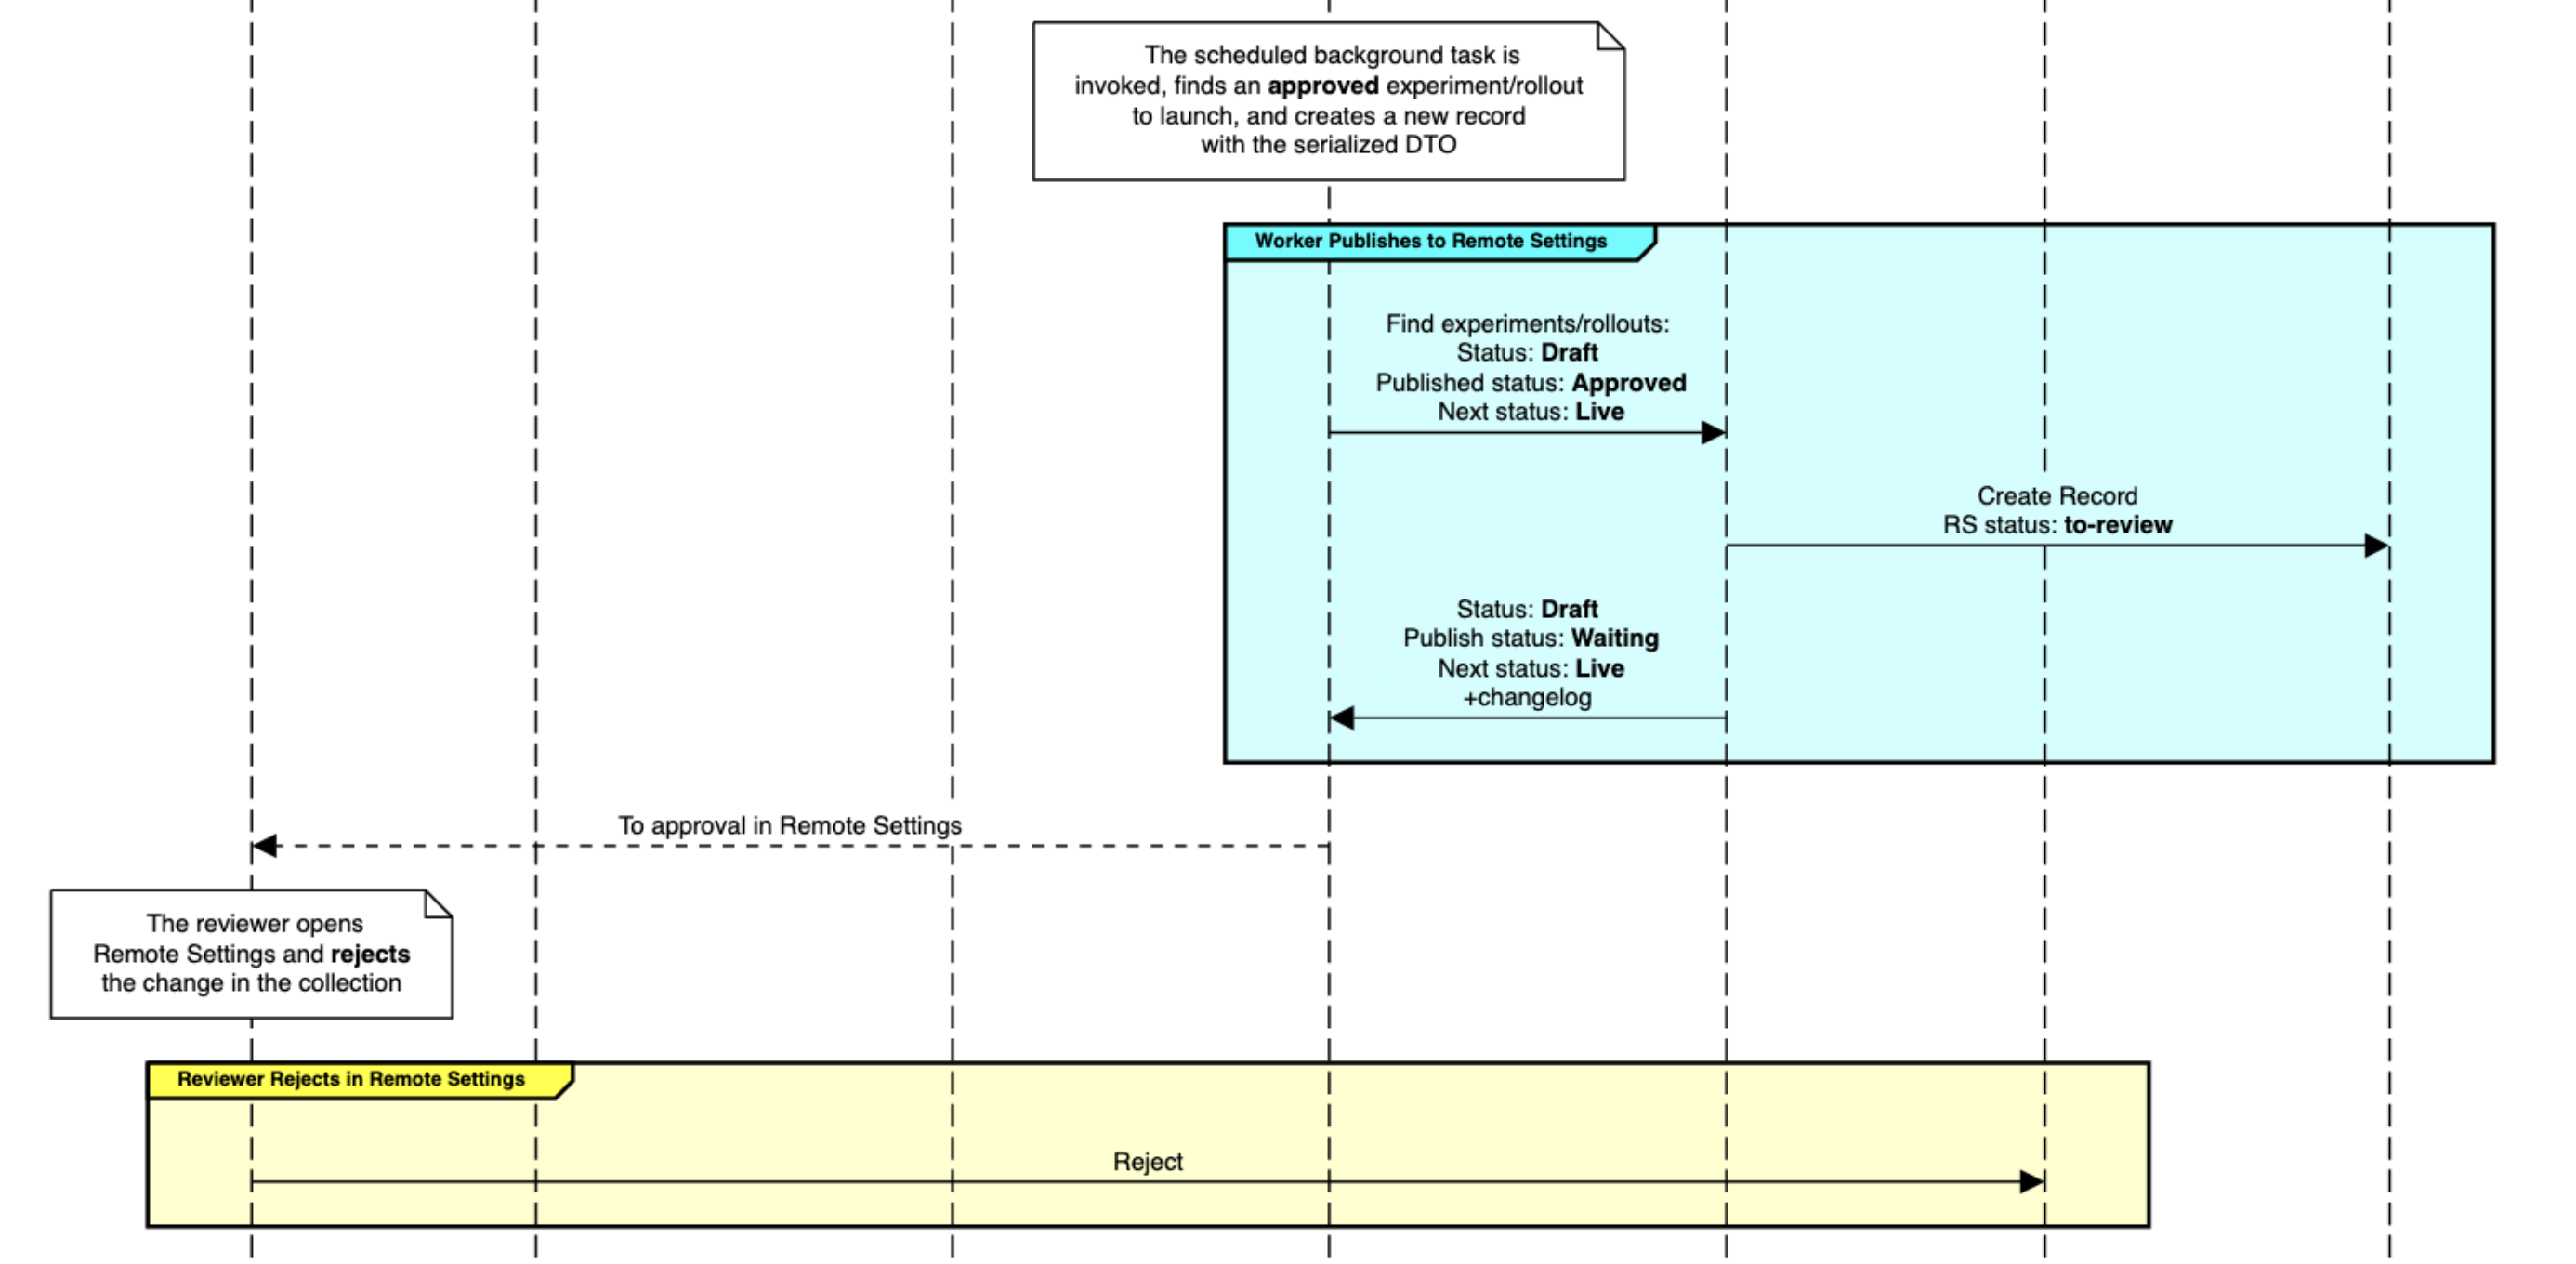 The scheduled background task is
invoked, finds an approved experiment/rollout
to launch, and creates a new record
with the serialized DTO
Worker Publishes to Remote Settings
Find experiments/rollouts:
Status: Draft
Published status: Approved
Next status: Live
Create Record
RS status: to-review
Status: Draft
Publish status: Waiting
Next status: Live
+changelog
To approval in Remote Settings
The reviewer opens
Remote Settings and rejects
the change in the collection
Reviewer Rejects in Remote Settings
Reject